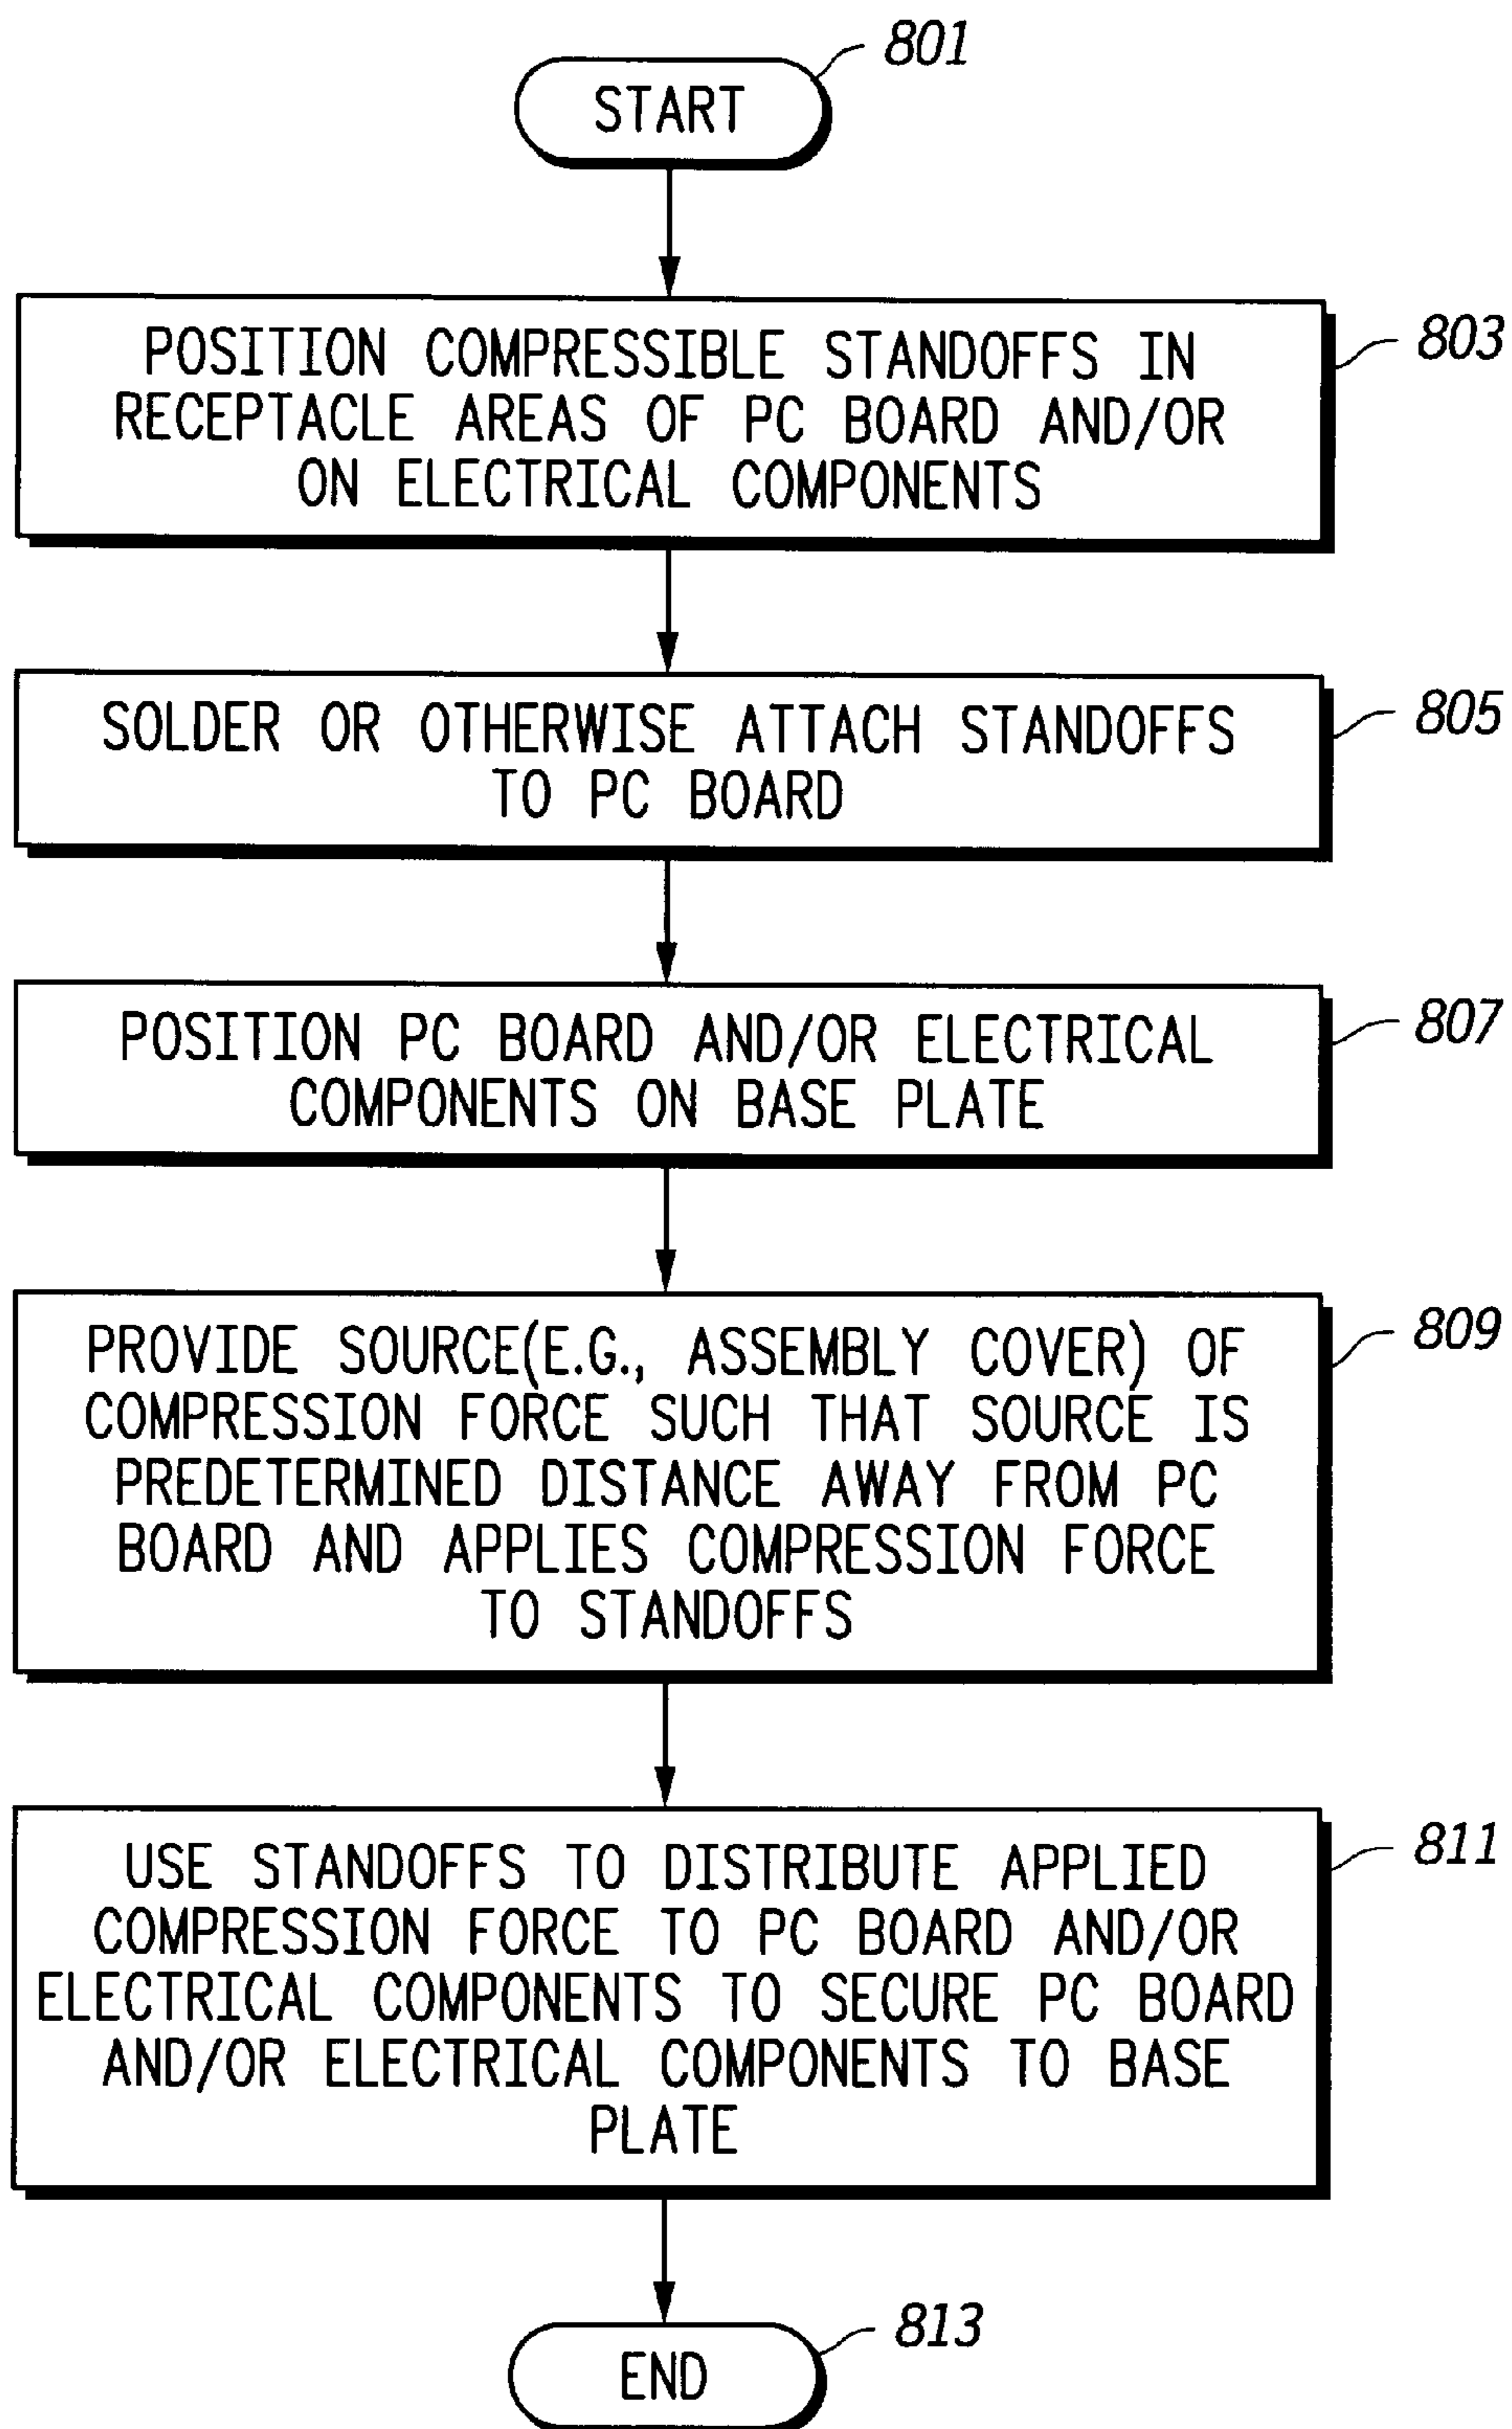 801
START
803
POSITION COMPRESSIBLE STANDOFFS IN
RECEPTACLE AREAS OF PC BOARD AND/OR
ON ELECTRICAL COMPONENTS
805
SOLDER OR OTHERWISE ATTACH STANDOFFS
TO PC BOARD
807
POSITION PC BOARD AND/OR ELECTRICAL
COMPONENTS ON BASE PLATE
809
PROVIDE SOURCE(E.G., ASSEMBLY COVER) OF
COMPRESSION FORCE SUCH THAT SOURCE IS
PREDETERMINED DISTANCE AWAY FROM PC
BOARD AND APPLIES COMPRESSION FORCE
TO STANDOFFS
811
USE STANDOFFS TO DISTRIBUTE APPLIED
COMPRESSION FORCE TO PC BOARD AND/OR
ELECTRICAL COMPONENTS TO SECURE PC BOARD
AND/OR ELECTRICAL COMPONENTS TO BASE
PLATE
813
END